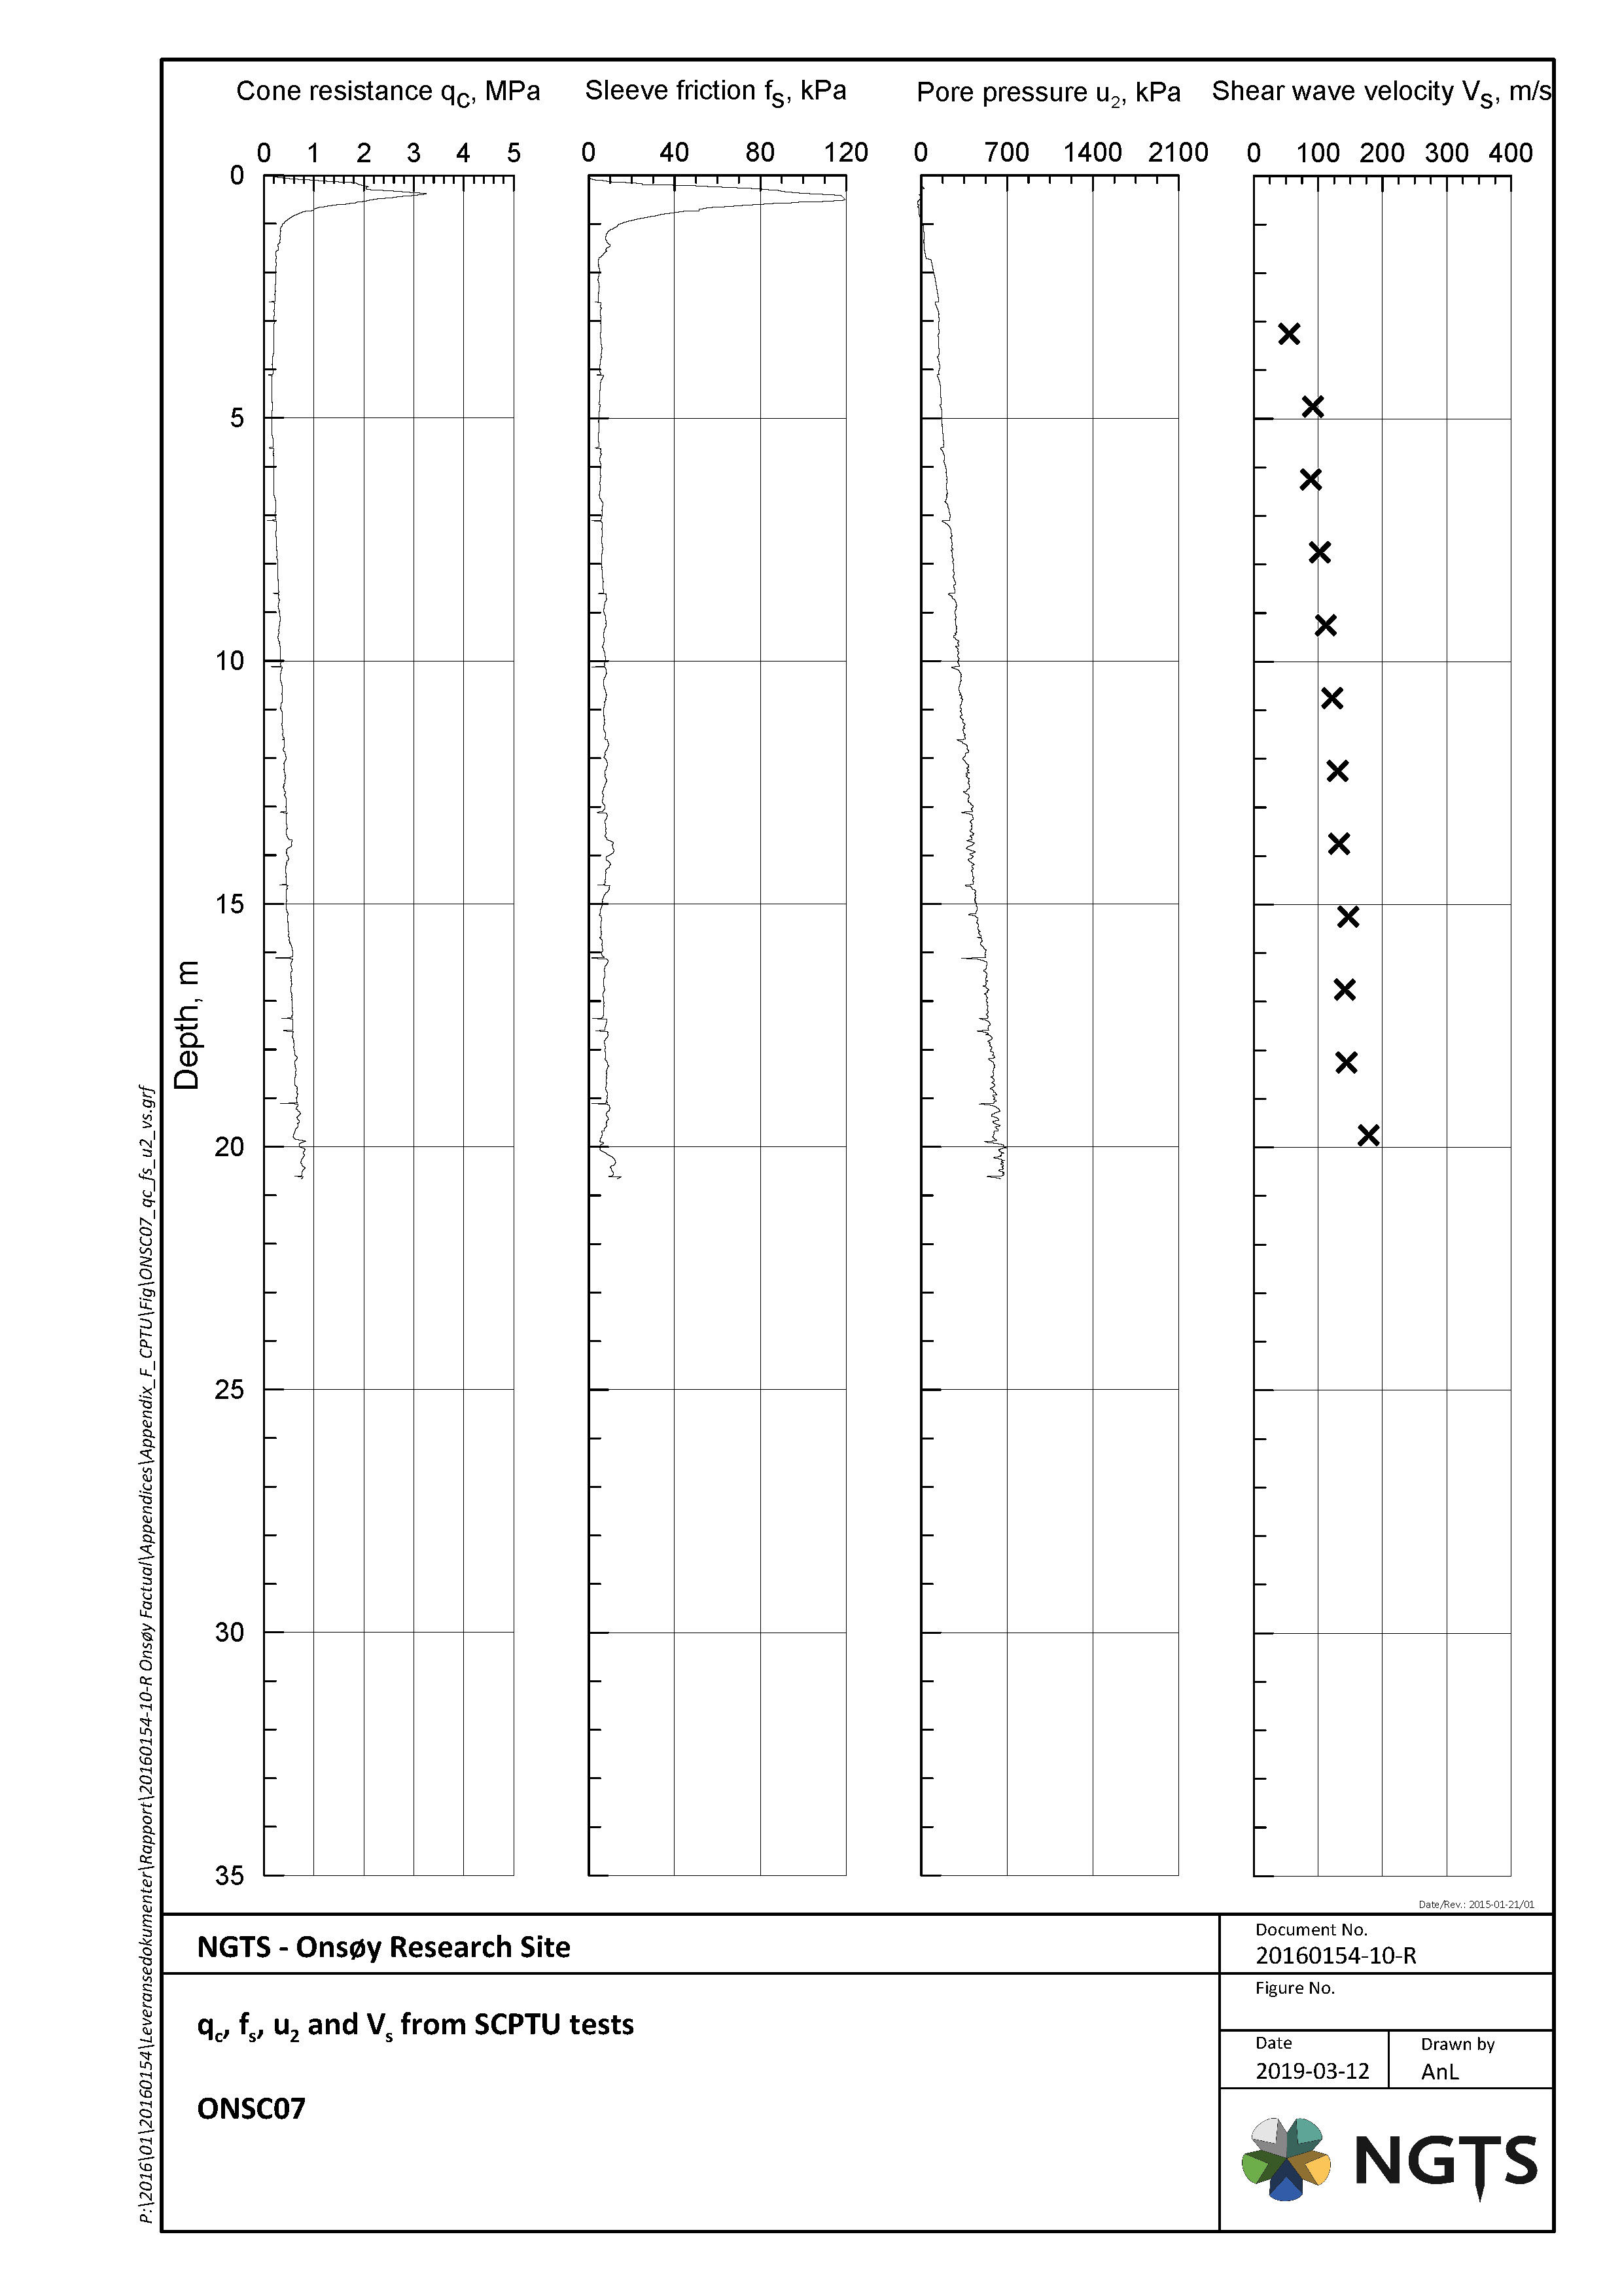 Cone resistance qc, MPa
Sleeve friction fs, kPa
Pore pressure u2, kPa
Shear wave velocity Vs, m/s
0 1 2 3 4 5
0 40 80 120
0 700 1400 2100
0 100 200 300 400
0
5
10
15
20
25
30
35
Depth, m
P:\2016\01\20160154\Leveransedokumenter\Rapport\20160154-10-R Onsøy Factual\Appendices\Appendix_F_CPTU\Fig\ONSC07_qc_fs_u2_vs.grf
Date/Rev.: 2015-01-21/01
NGTS - Onsøy Research Site
Document No.
20160154-10-R
Figure No.
qc, fs, u2 and Vs from SCPTU tests
ONSC07
Date
2019-03-12
Drawn by
AnL
NGTS